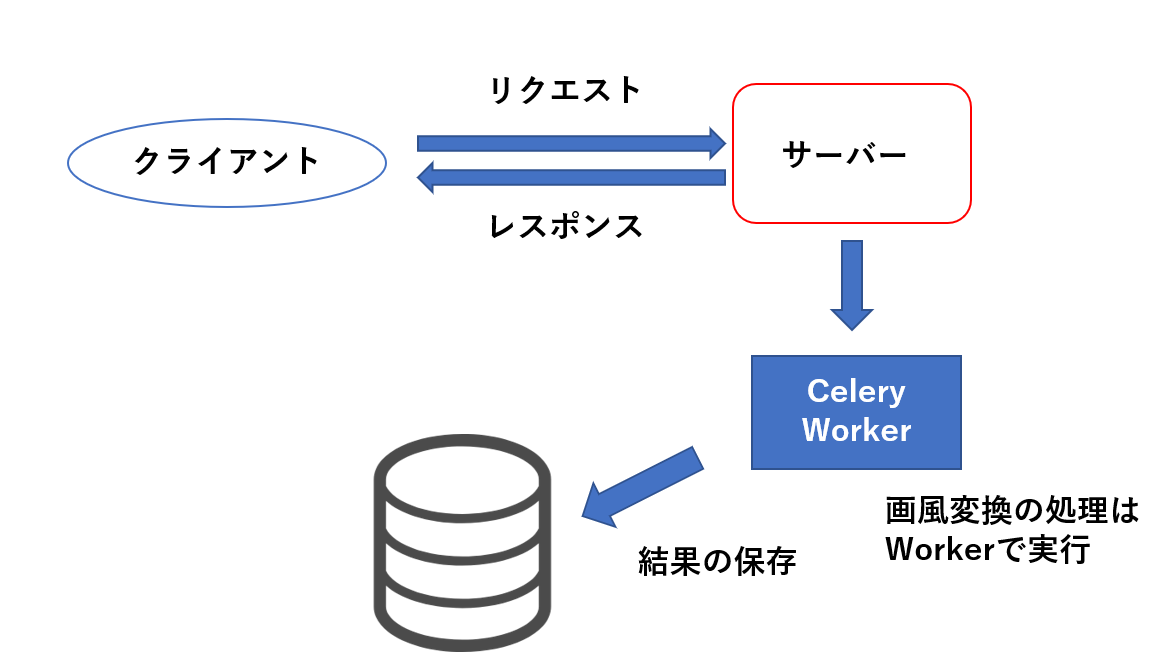 リクエスト
クライアント
サーバー
レスポンス
Celery
Worker
画風変換の処理は
Workerで実行
結果の保存